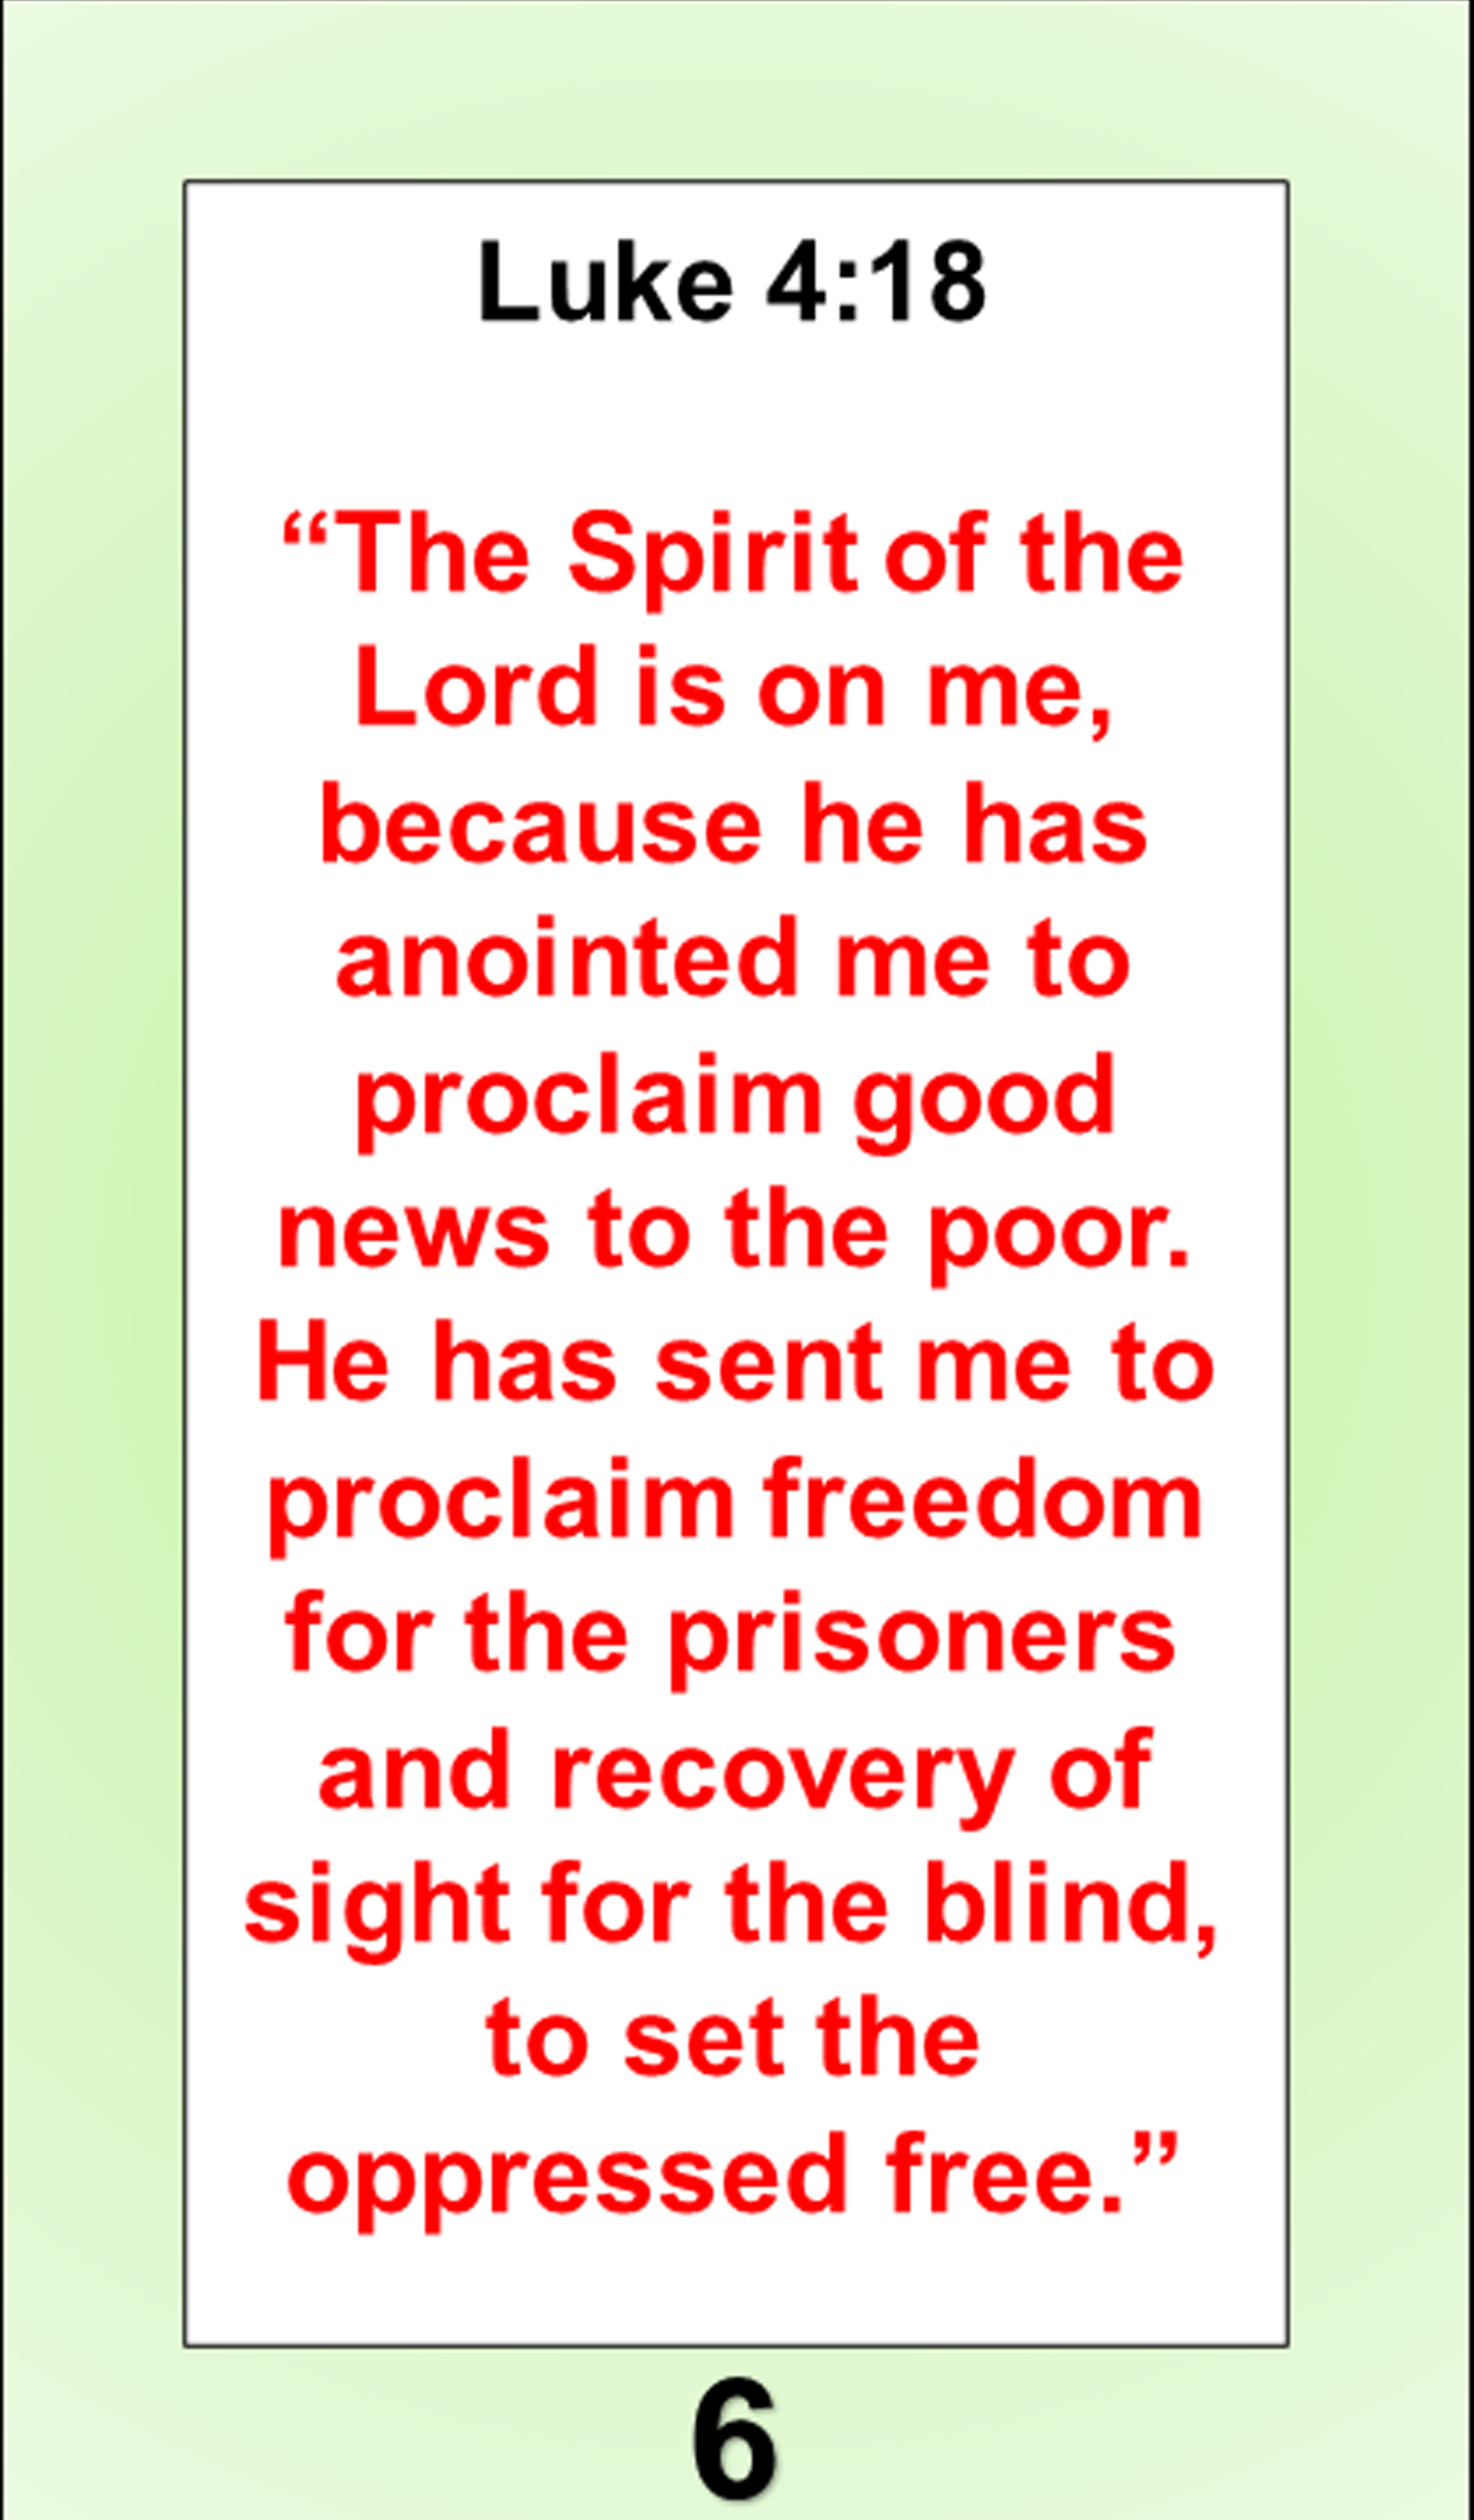 Luke 4:18
“The Spirit of the
Lord is on me,
because he has
anointed me to
proclaim good
news to the poor.
He has sent me to
proclaim freedom
for the prisoners
and recovery of
sight for the blind,
to set the
oppressed free.”
6